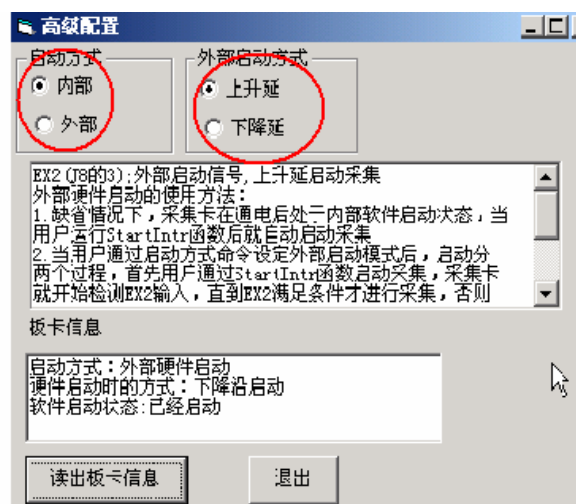 高级配置
启动方式
外部启动方式
内部
上升延
外部
下降延
EX2(J8的3):外部启动信号,上升延启动采集
外部硬件启动的使用方法：
1.缺省情况下，采集卡在通电后处于内部软件启动状态，当
用户运行StartIntr函数后就自动启动采集
2.当用户通过启动方式命令设定外部启动模式后，启动分
两个过程，首先用户通过StartIntr函数启动采集，采集卡
就开始检测EX2输入，直到EX2满足条件才进行采集，否则
板卡信息
启动方式：外部硬件启动
硬件启动时的方式：下降沿启动
软件启动状态:已经启动
读出板卡信息
退出